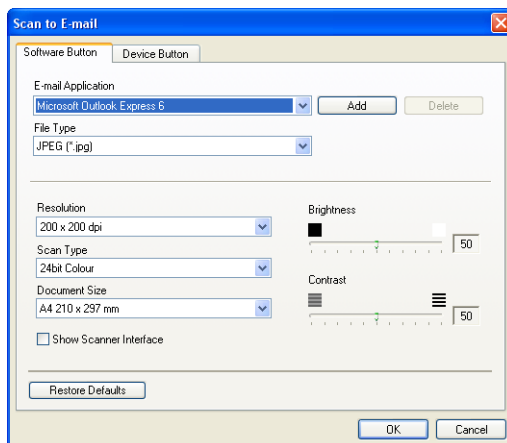 Scan to E-mail
Software Button Device Button
E-mail Application
Microsoft Outlook Express 6 Add Delete
File Type
JPEG (*.jpg)
Resolution
200 x 200 dpi
Scan Type
24bit Colour
Document Size
A4 210 x 297 mm
Show Scanner Interface
Brightness
50
Contrast
50
Restore Defaults
OK Cancel